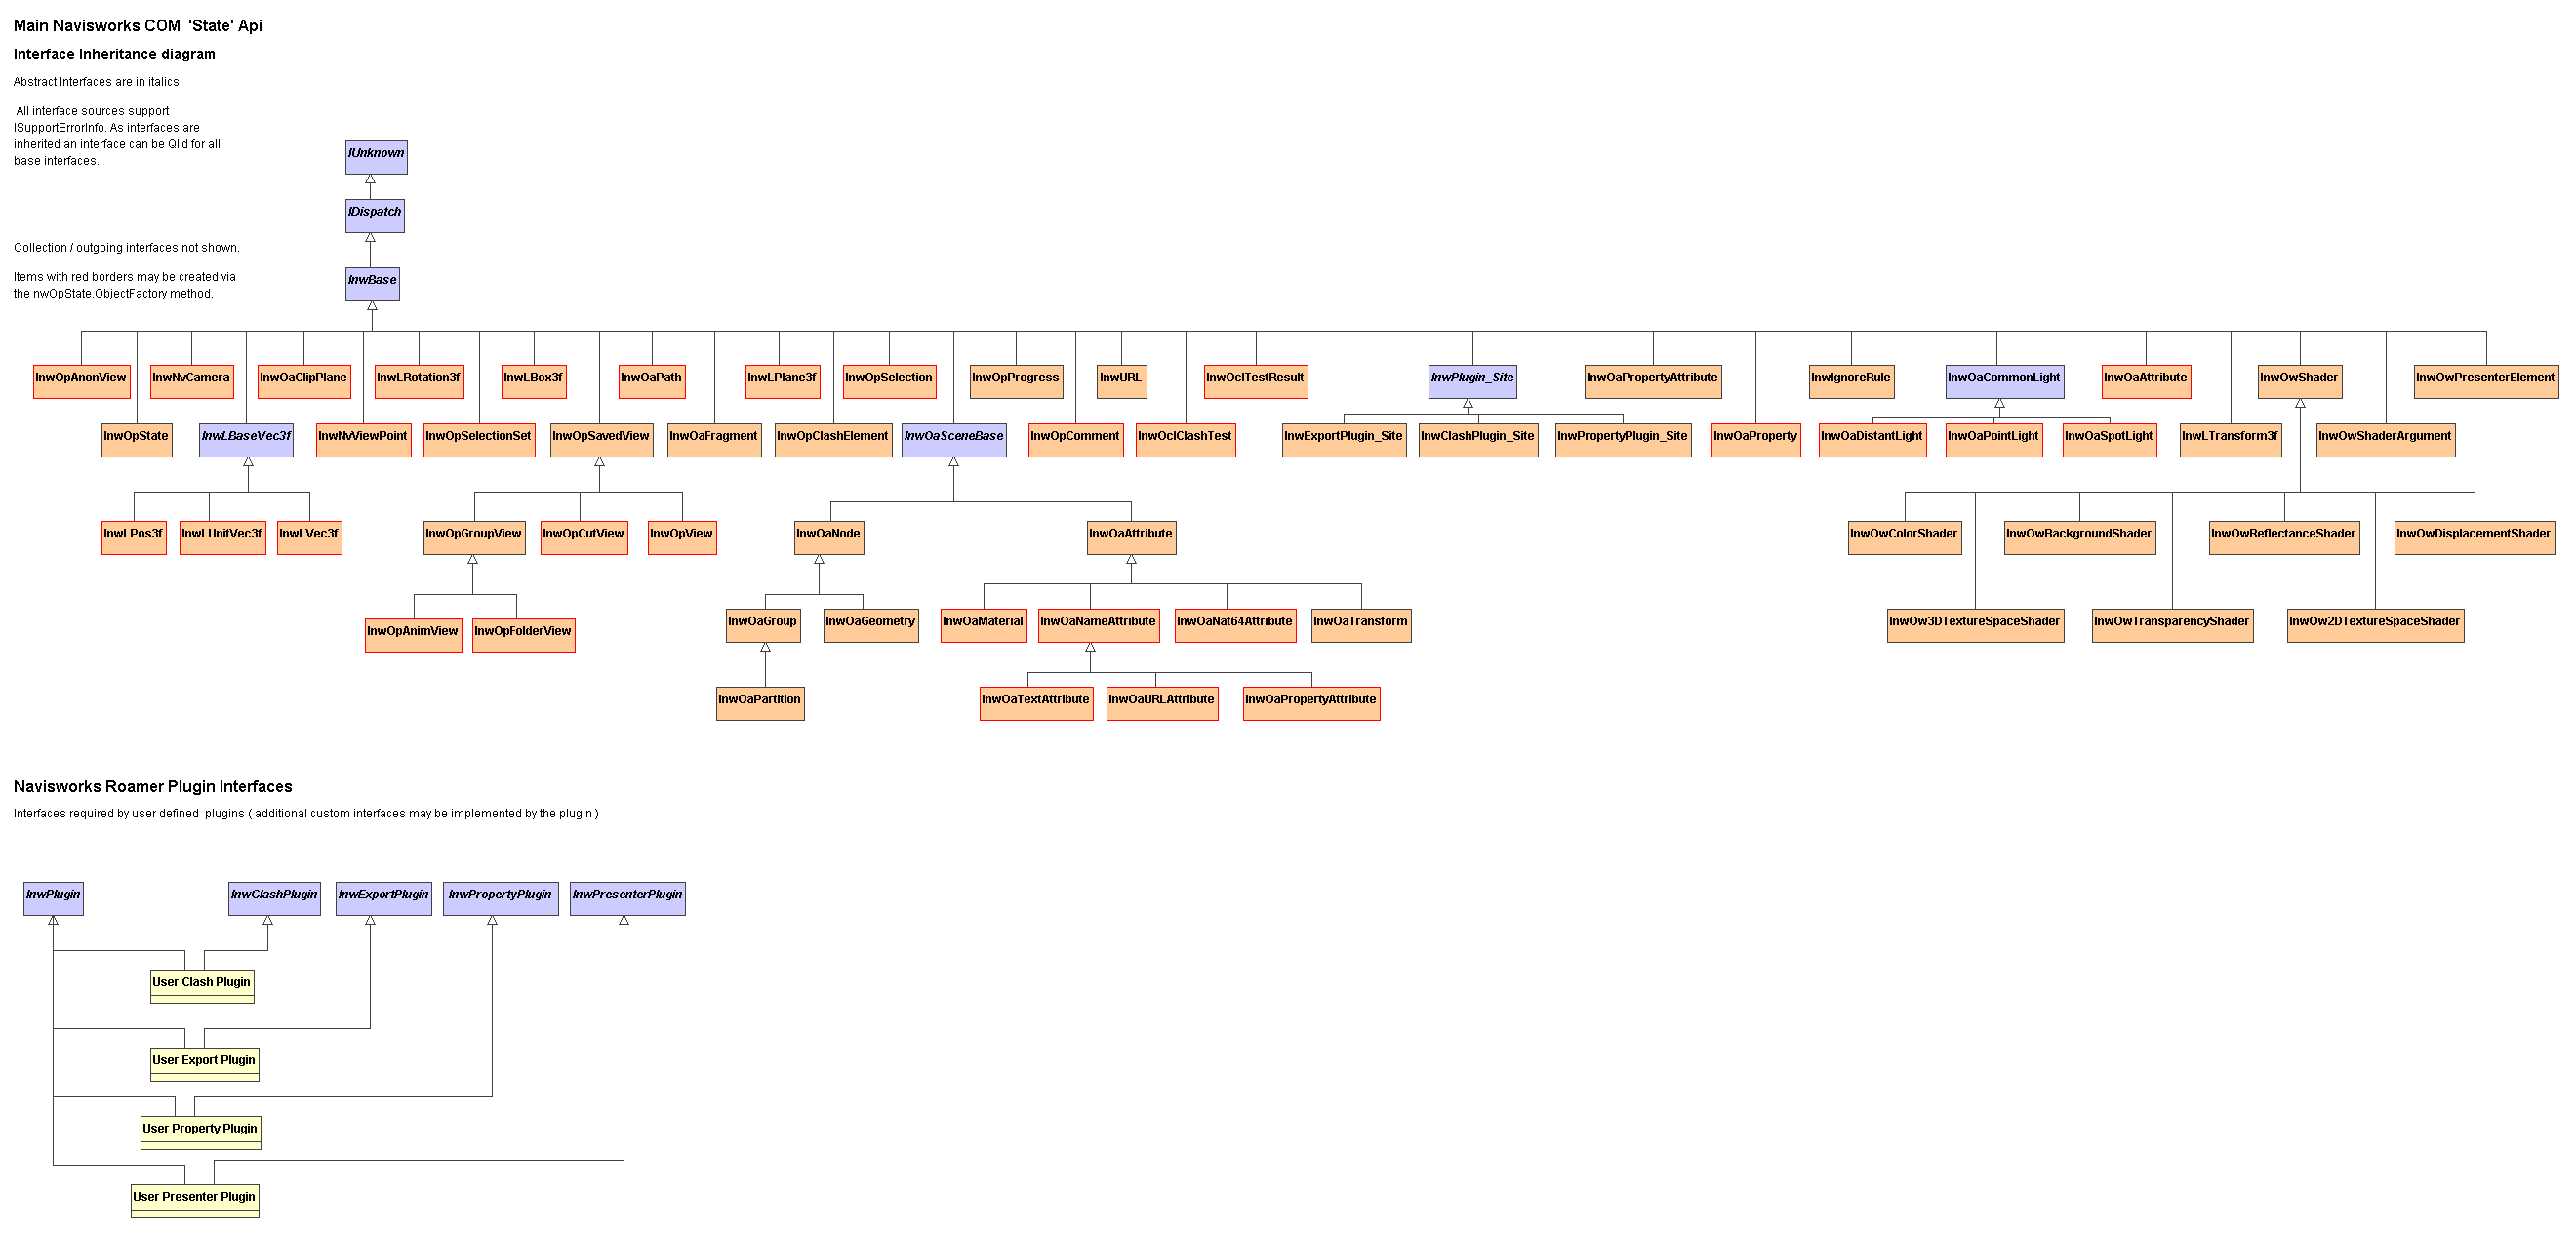 Main Navisworks COM  'State' Api
Interface Inheritance diagram
Abstract Interfaces are in italics
All interface sources support
ISupportErrorInfo. As interfaces are
inherited an interface can be QI'd for all
base interfaces.
IUnknown
IDispatch
Collection / outgoing interfaces not shown.
Items with red borders may be created via
the nwOpState.ObjectFactory method.
InwBase
InwOpAnonView
InwNvCamera
InwOaClipPlane
InwLRotation3f
InwLBox3f
InwOaPath
InwLPlane3f
InwOpSelection
InwOpProgress
InwURL
InwOclTestResult
InwPlugin_Site
InwOaPropertyAttribute
InwIgnoreRule
InwOaCommonLight
InwOaAttribute
InwOwShader
InwOwPresenterElement
InwOpState
InwLBaseVec3f
InwNvViewPoint
InwOpSelectionSet
InwOpSavedView
InwOaFragment
InwOpClashElement
InwOaSceneBase
InwOpComment
InwOclClashTest
InwExportPlugin_Site
InwClashPlugin_Site
InwPropertyPlugin_Site
InwOaProperty
InwOaDistantLight
InwOaPointLight
InwOaSpotLight
InwLTransform3f
InwOwShaderArgument
InwLPos3f
InwLUnitVec3f
InwLVec3f
InwOpGroupView
InwOpCutView
InwOpView
InwOaNode
InwOaAttribute
InwOwColorShader
InwOwBackgroundShader
InwOwReflectanceShader
InwOwDisplacementShader
InwOpAnimView
InwOpFolderView
InwOaGroup
InwOaGeometry
InwOaMaterial
InwOaNameAttribute
InwOaNat64Attribute
InwOaTransform
InwOw3DTextureSpaceShader
InwOwTransparencyShader
InwOw2DTextureSpaceShader
InwOaPartition
InwOaTextAttribute
InwOaURLAttribute
InwOaPropertyAttribute
Navisworks Roamer Plugin Interfaces
Interfaces required by user defined  plugins ( additional custom interfaces may be implemented by the plugin )
InwPlugin
InwClashPlugin
InwExportPlugin
InwPropertyPlugin
InwPresenterPlugin
User Clash Plugin
User Export Plugin
User Property Plugin
User Presenter Plugin